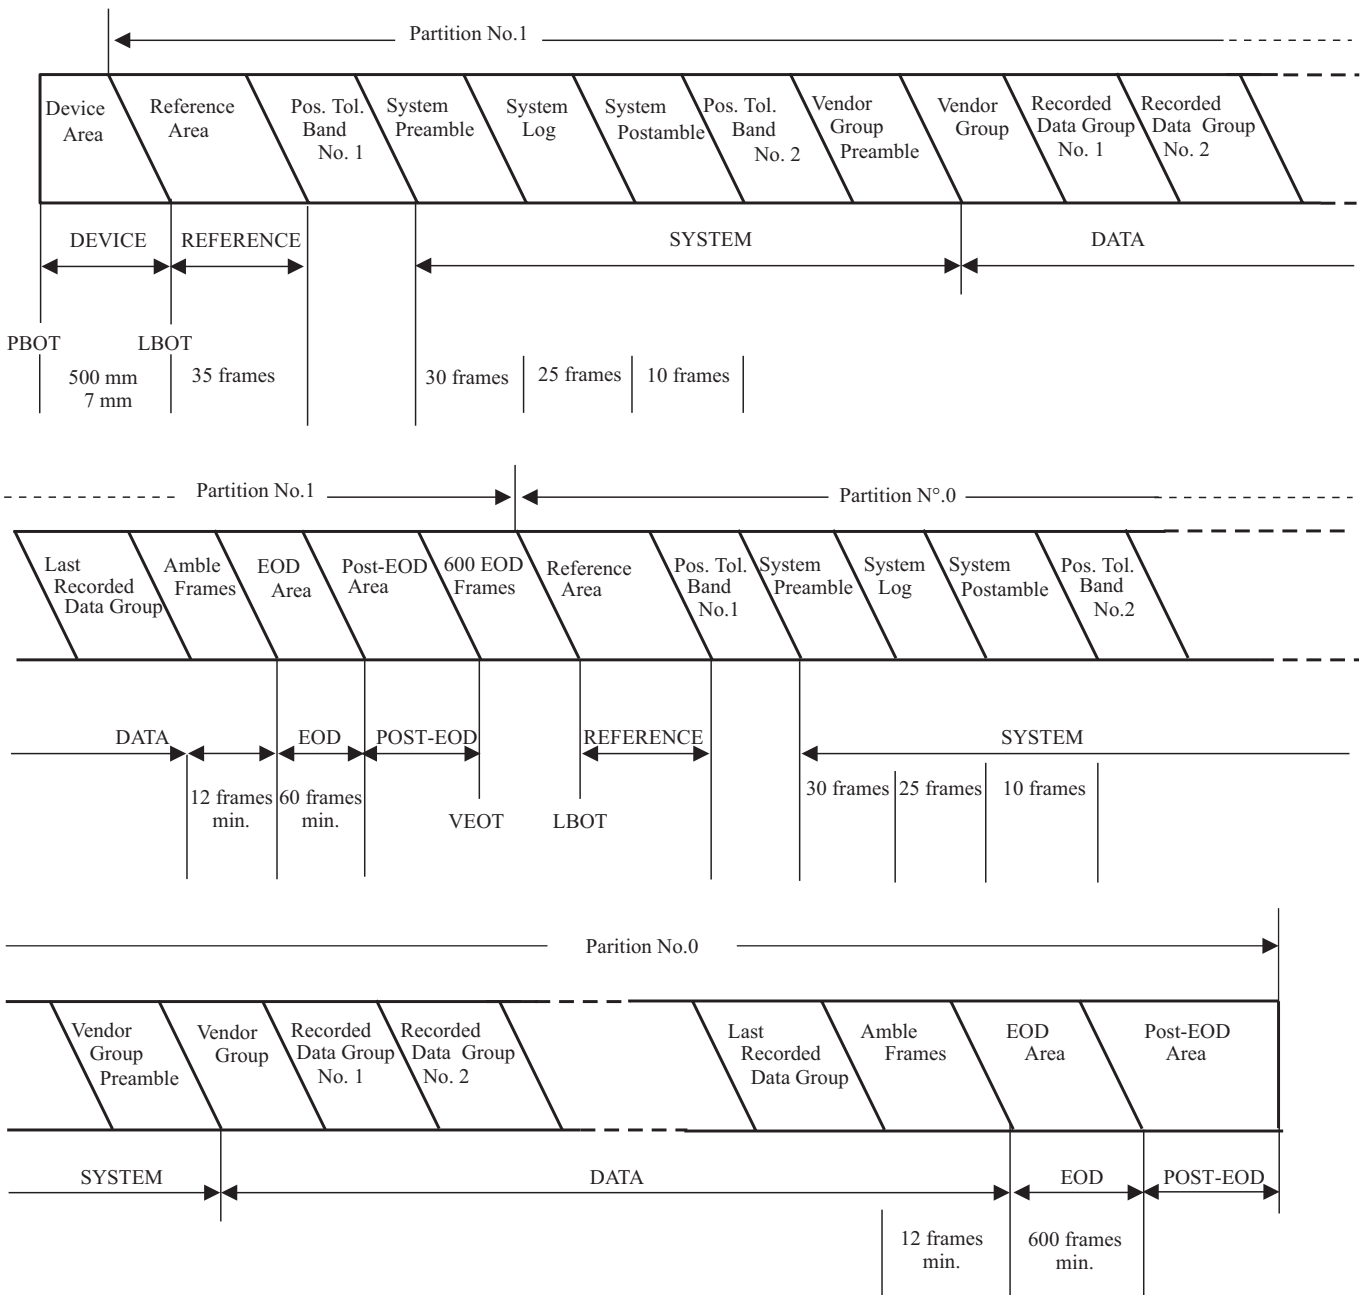 Partition No.1
Device
Area
Reference
Area
Pos. Tol.
Band
No. 1
System
Preamble
System
Log
System
Postamble
Pos. Tol.
Band
No. 2
Vendor
Group
Preamble
Vendor
Group
Recorded
Data Group
No. 1
Recorded
Data Group
No. 2
DEVICE
REFERENCE
SYSTEM
DATA
PBOT
LBOT
500 mm
7 mm
35 frames
30 frames
25 frames
10 frames
Partition No.1
Partition N°.0
Last
Recorded
Data Group
Amble
Frames
EOD
Area
Post-EOD
Area
600 EOD
Frames
Reference
Area
Pos. Tol.
Band
No.1
System
Preamble
System
Log
System
Postamble
Pos. Tol.
Band
No.2
DATA
EOD
POST-EOD
REFERENCE
SYSTEM
12 frames
min.
60 frames
min.
VEOT
LBOT
30 frames
25 frames
10 frames
Parition No.0
Vendor
Group
Preamble
Vendor
Group
Recorded
Data Group
No. 1
Recorded
Data Group
No. 2
Last
Recorded
Data Group
Amble
Frames
EOD
Area
Post-EOD
Area
SYSTEM
DATA
EOD
POST-EOD
12 frames
min.
600 frames
min.